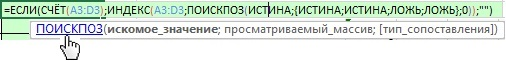 =ЕСЛИ(СЧЁТ(A3:D3);ИНДЕКС(A3:D3;ПОИСКПОЗ(ИСТИНА;{ИСТИНА;ИСТИНА;ЛОЖЬ;ЛОЖЬ};0));"")
ПОИСКПОЗ(искомое_значение; просматриваемый_массив; [тип_сопоставления])